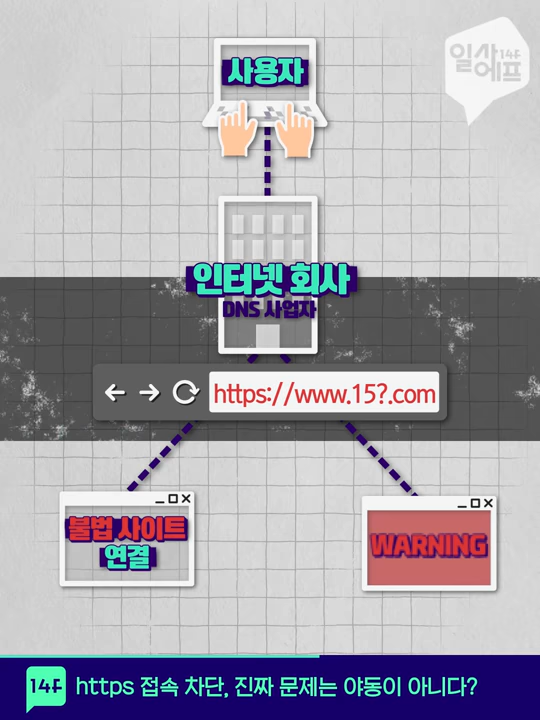 일사 14F
에프
사용자
인터넷 회사
DNS 사업자
https://www.15?.com
불법 사이트
연결
WARNING
14F https 접속 차단, 진짜 문제는 야동이 아니다?